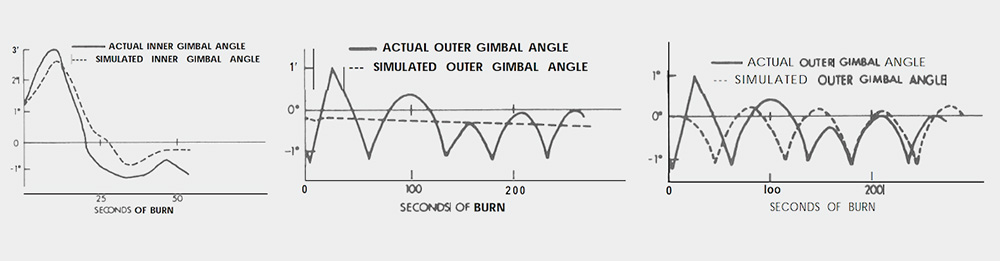 ACTUAL INNER GIMBAL ANGLE
SIMULATED INNER GIMBAL ANGLE
3'
2°
1°
0
-1°
25
50
SECONDS OF BURN
ACTUAL OUTER GIMBAL ANGLE
SIMULATED OUTER GIMBAL ANGLE
1'
0°
-1°
0
100
200
SECONDS OF BURN
ACTUAL OUTER GIMBAL ANGLE
SIMULATED OUTER GIMBAL ANGLE
1°
0°
-1°
0
100
200
SECONDS OF BURN